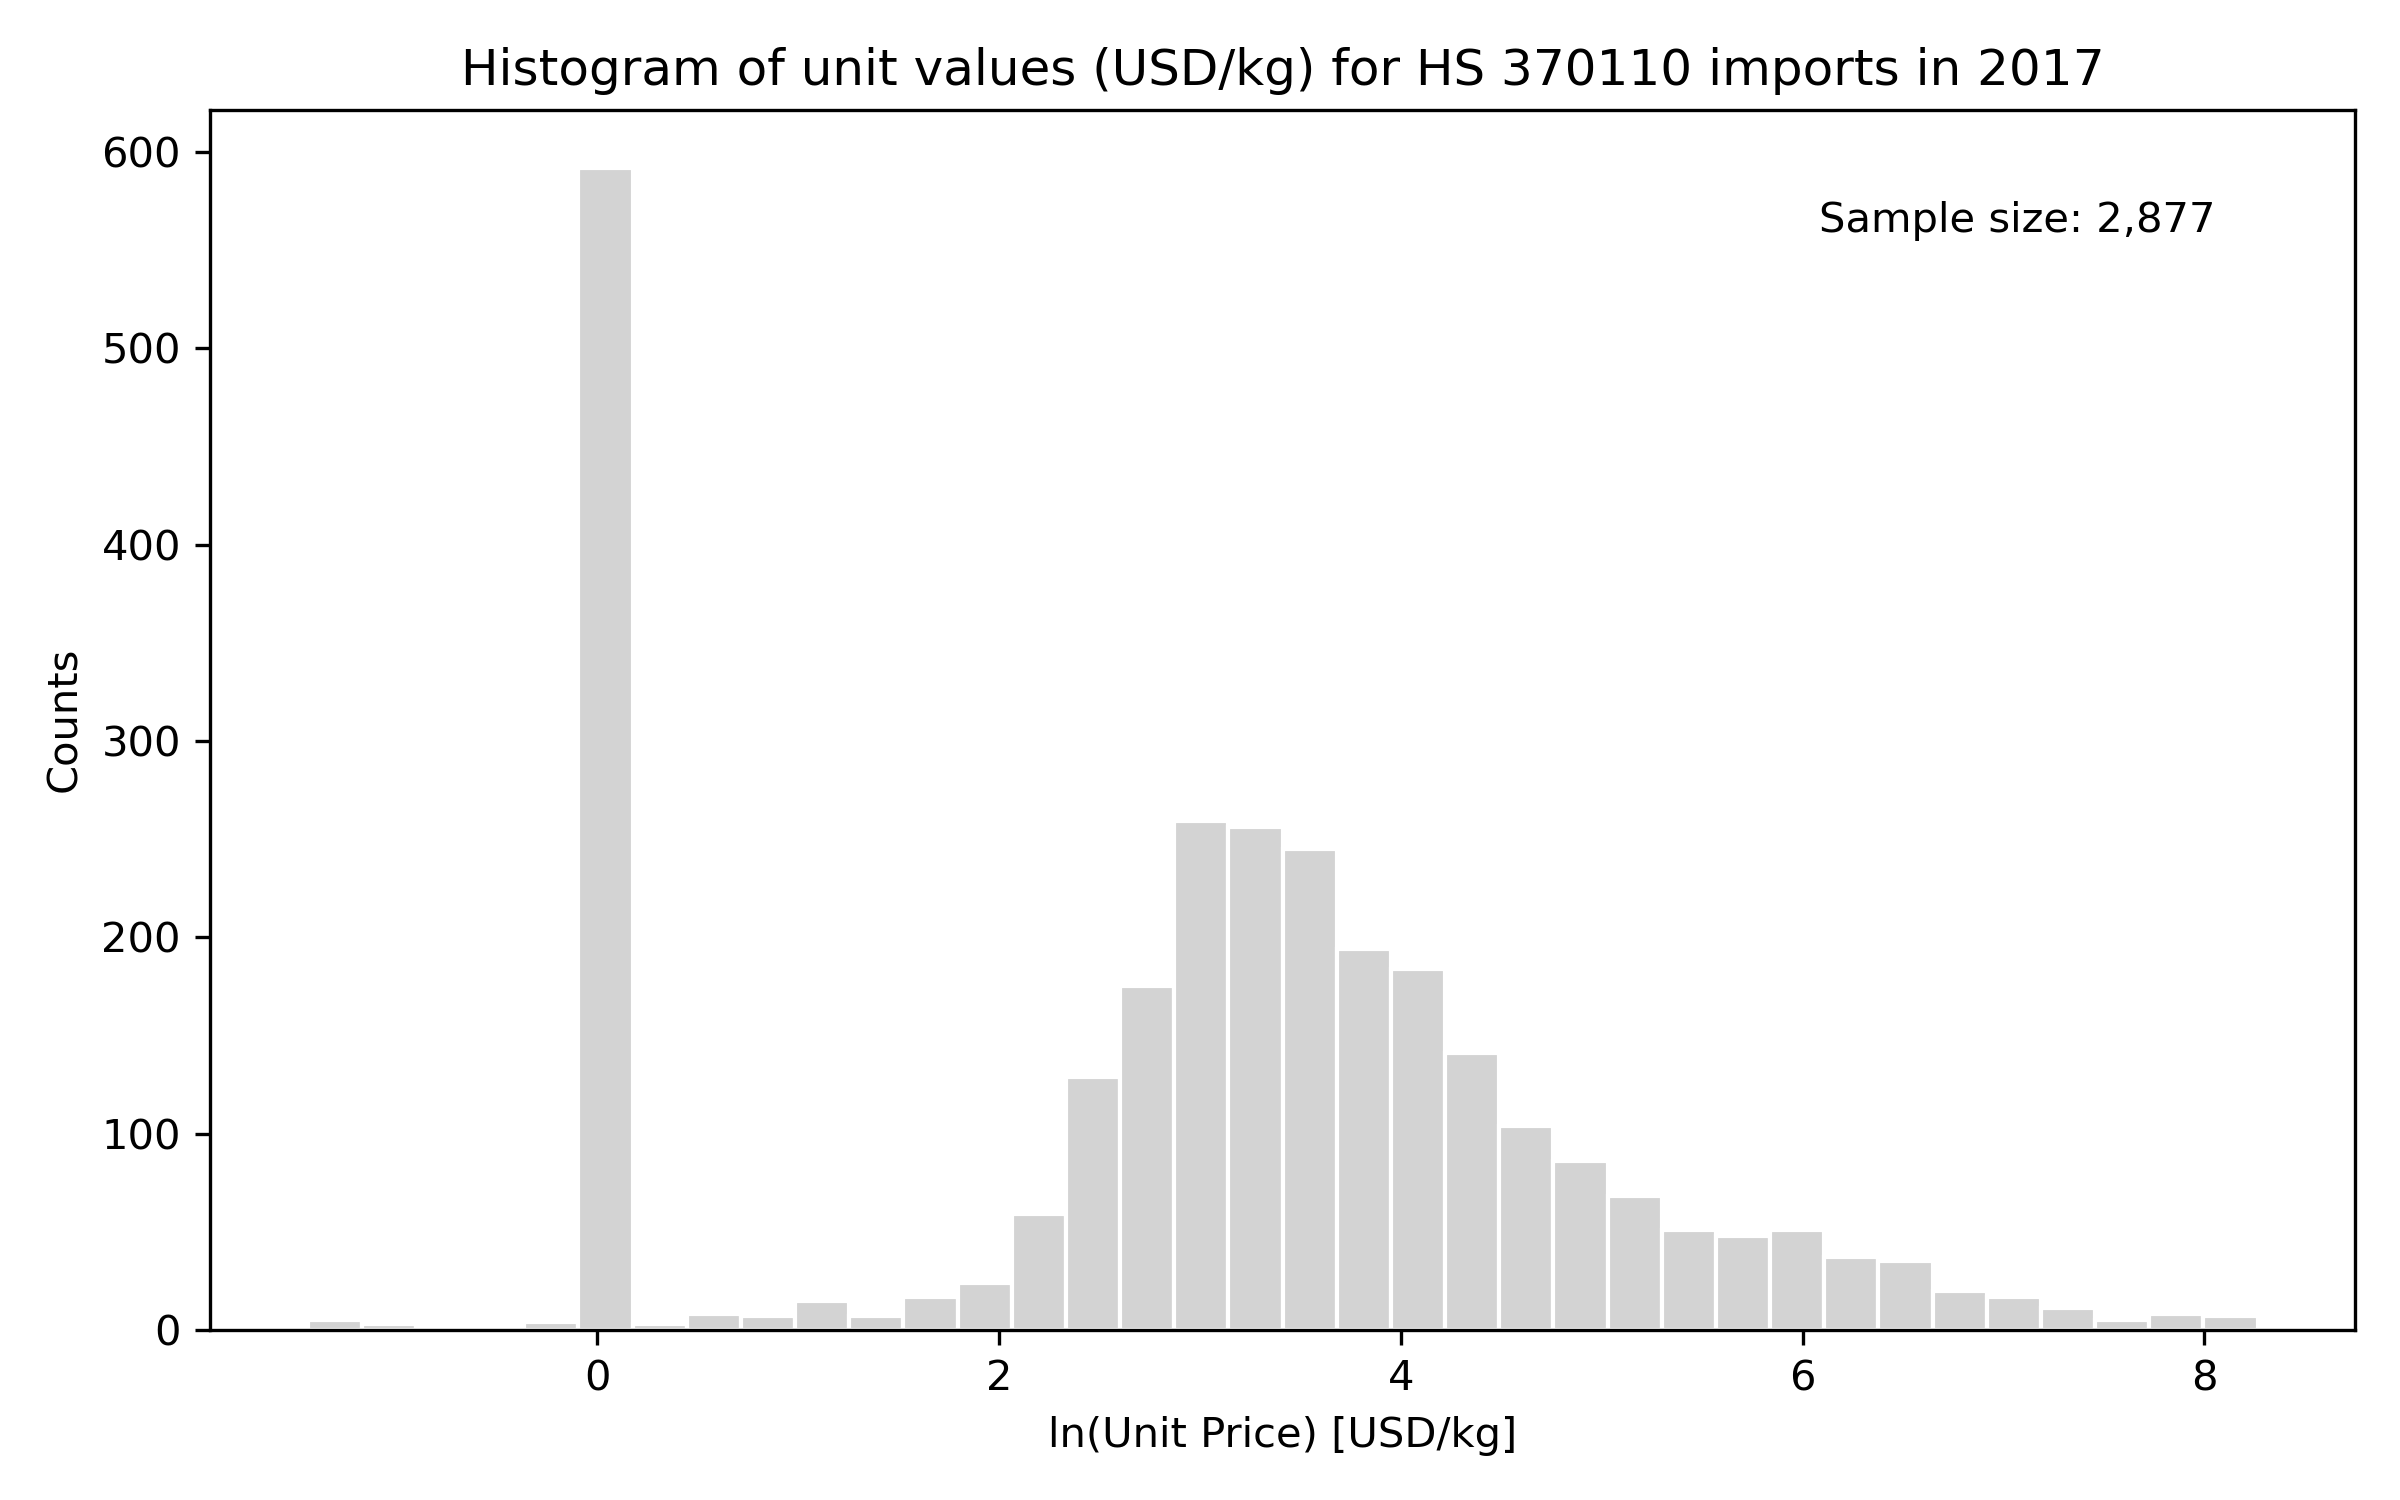 Histogram of unit values (USD/kg) for HS 370110 imports in 2017
Sample size: 2,877
600
500
400
300
200
100
0
Counts
0 2 4 6 8
ln(Unit Price) [USD/kg]